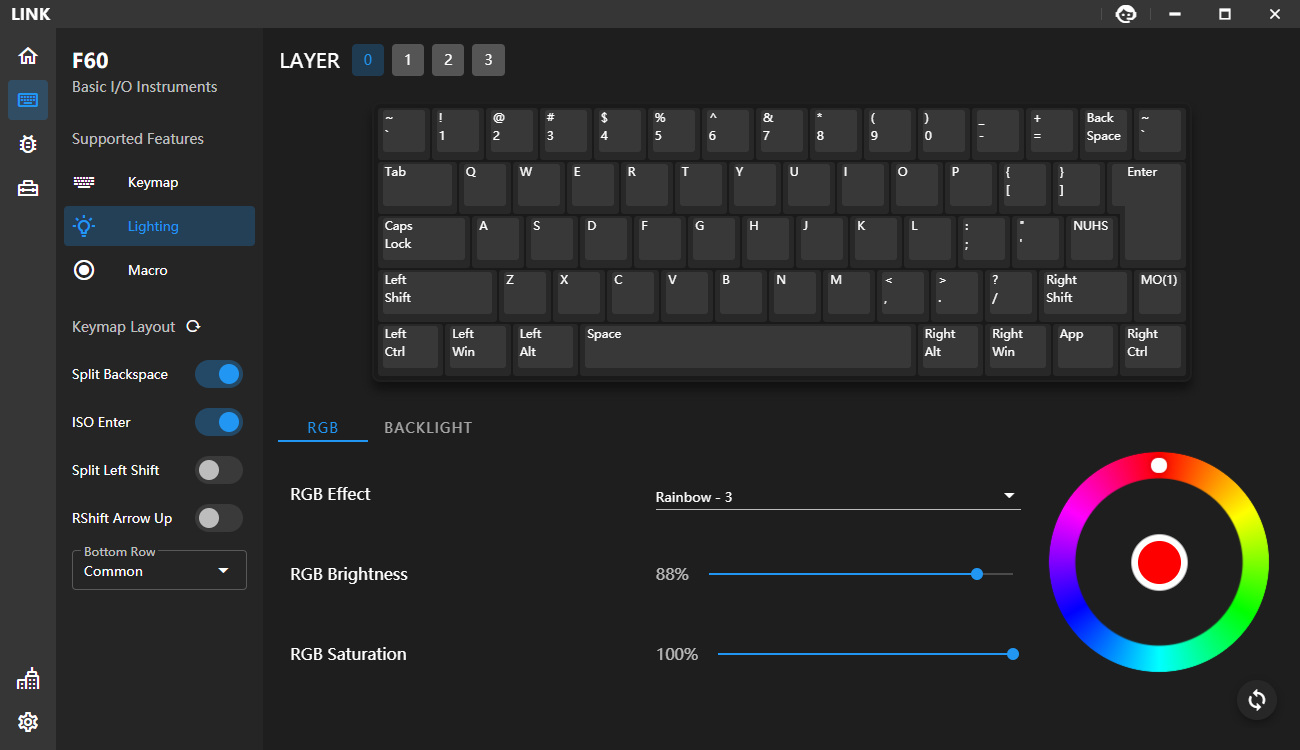 LINK
F60
Basic I/O Instruments
Supported Features
Keymap
Lighting
Macro
Keymap Layout
Split Backspace
ISO Enter
Split Left Shift
RShift Arrow Up
Bottom Row
Common
LAYER 0 1 2 3
~ ! @ # $ % ^ & * ( ) _ + Back ~
` 1 2 3 4 5 6 7 8 9 0 - = Space `
Tab Q W E R T Y U I O P { } Enter
[ ]
Caps A S D F G H J K L : " NUHS
Lock ; '
Left Z X C V B N M < > ? Right MO(1)
Shift , . / Shift
Left Left Left Space Right Right App Right
Ctrl Win Alt Alt Win Ctrl
RGB BACKLIGHT
RGB Effect Rainbow - 3
RGB Brightness 88%
RGB Saturation 100%